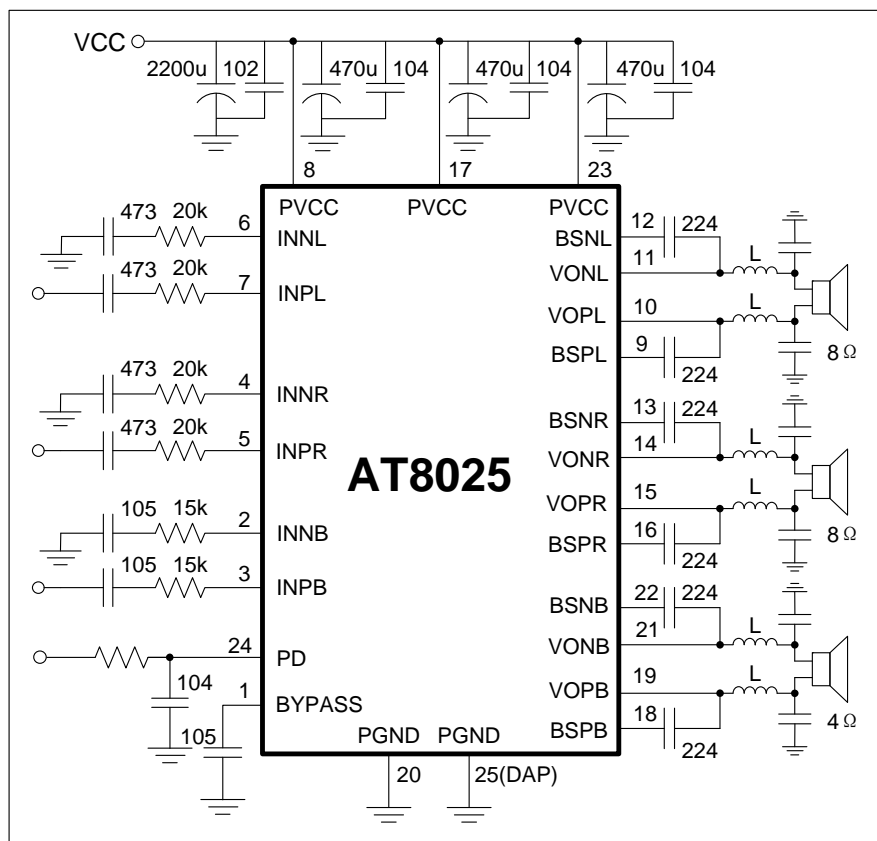 VCC
2200u 102 470u 104 470u 104 470u 104
8 17 23
PVCC PVCC PVCC
473 20k 6 INNL
473 20k 7 INPL
473 20k 4 INNR
473 20k 5 INPR
105 15k 2 INNB
105 15k 3 INPB
24 PD
104
1 BYPASS
105
AT8025
BSNL 12 224
VONL 11 L
VOPL 10 L
BSPL 9 224
8Ω
BSNR 13 224
VONR 14 L
VOPR 15 L
BSPR 16 224
8Ω
BSNB 22 224
VONB 21 L
VOPB 19 L
BSPB 18 224
4Ω
PGND PGND
20 25(DAP)